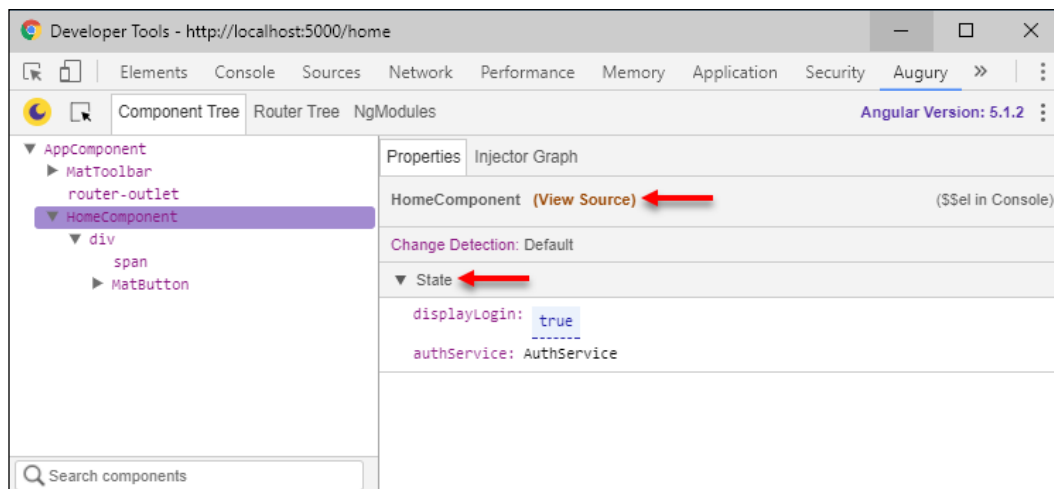 Developer Tools - http://localhost:5000/home
Elements Console Sources Network Performance Memory Application Security Augury »
Component Tree Router Tree NgModules Angular Version: 5.1.2
AppComponent
MatToolbar
router-outlet
HomeComponent
div
span
MatButton
Search components
Properties Injector Graph
HomeComponent (View Source) ($$el in Console)
Change Detection: Default
State
displayLogin: true
authService: AuthService